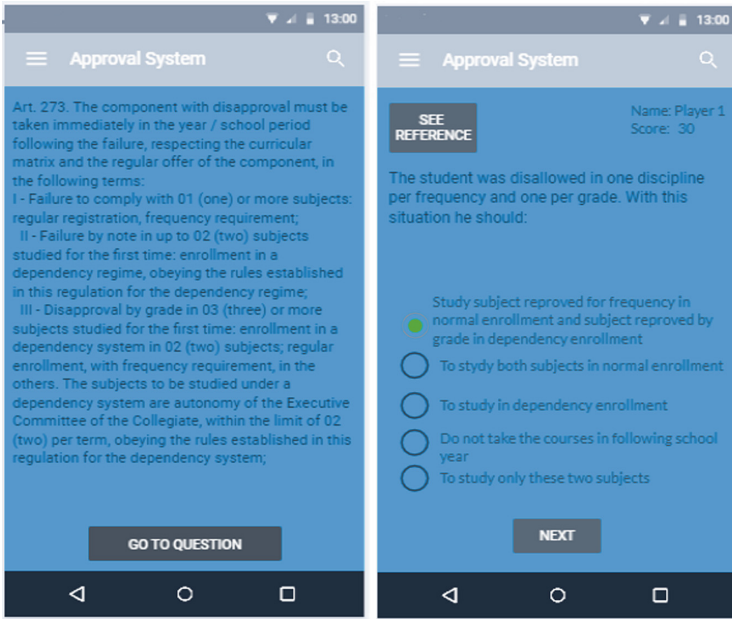 13:00
Approval System
Art. 273. The component with disapproval must be
taken immediately in the year / school period
following the failure, respecting the curricular
matrix and the regular offer of the component, in
the following terms:
I - Failure to comply with 01 (one) or more subjects:
regular registration, frequency requirement;
II - Failure by note in up to 02 (two) subjects
studied for the first time: enrollment in a
dependency regime, obeying the rules established
in this regulation for the dependency regime;
III - Disapproval by grade in 03 (three) or more
subjects studied for the first time: enrollment in a
dependency system in 02 (two) subjects; regular
enrollment, with frequency requirement, in the
others. The subjects to be studied under a
dependency system are autonomy of the Executive
Committee of the Collegiate, within the limit of 02
(two) per term, obeying the rules established in this
regulation for the dependency system;
GO TO QUESTION
13:00
Approval System
SEE
REFERENCE
Name: Player 1
Score: 30
The student was disallowed in one discipline
per frequency and one per grade. With this
situation he should:
Study subject reproved for frequency in
normal enrollment and subject reproved by
grade in dependency enrollment
To stydy both subjects in normal enrollment
To study in dependency enrollment
Do not take the courses in following school
year
To study only these two subjects
NEXT